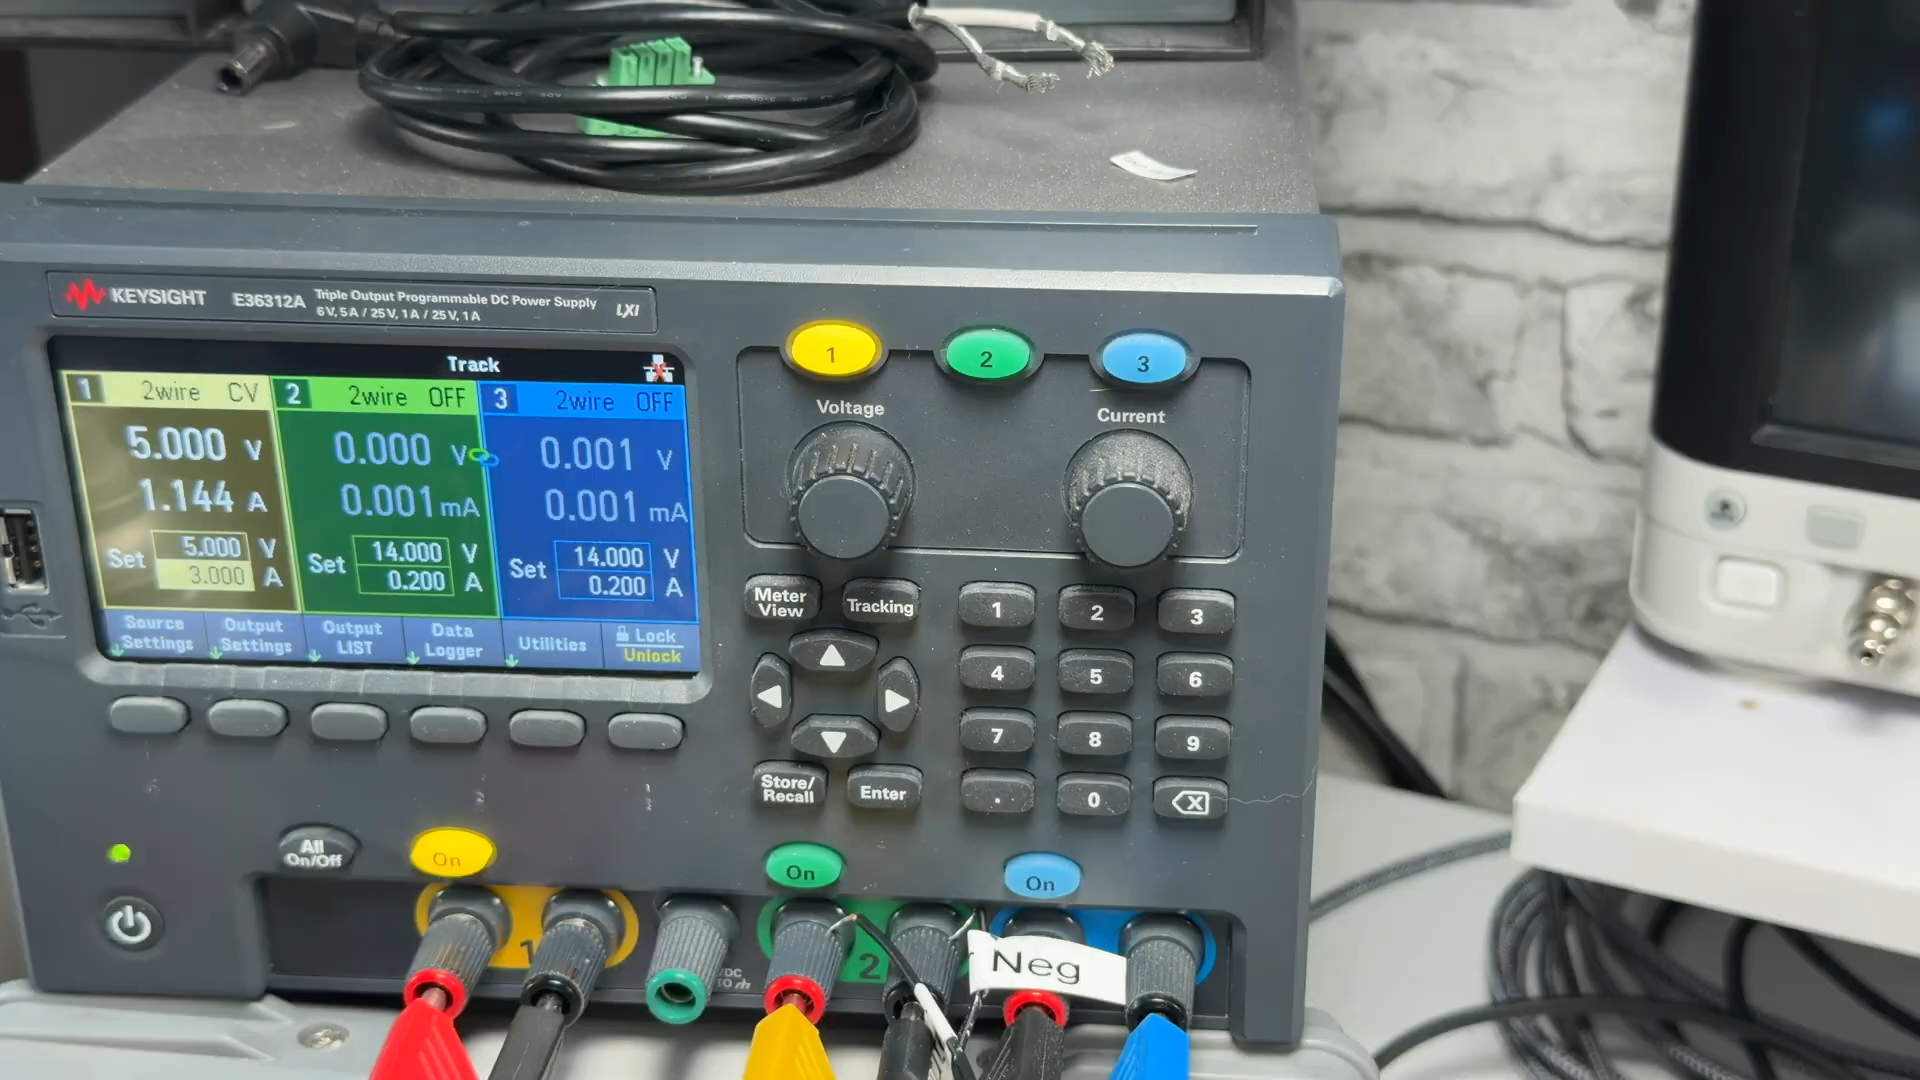 KEYSIGHT E36312A Triple Output Programmable DC Power Supply
6V, 5A / 25V, 1A / 25V, 1A
LXI
Track
1 2wire CV
5.000 V
1.144 A
Set 5.000 V
3.000 A
2 2wire OFF
0.000 V
0.001 mA
Set 14.000 V
0.200 A
3 2wire OFF
0.001 V
0.001 mA
Set 14.000 V
0.200 A
Source
Settings
Output
Settings
Output
LIST
Data
Logger
Utilities
Lock
Unlock
1 2 3
Voltage Current
Meter
View
Tracking
1 2 3
4 5 6
7 8 9
. 0 X
Store/
Recall
Enter
All
On/Off
On On On
1 2
Neg